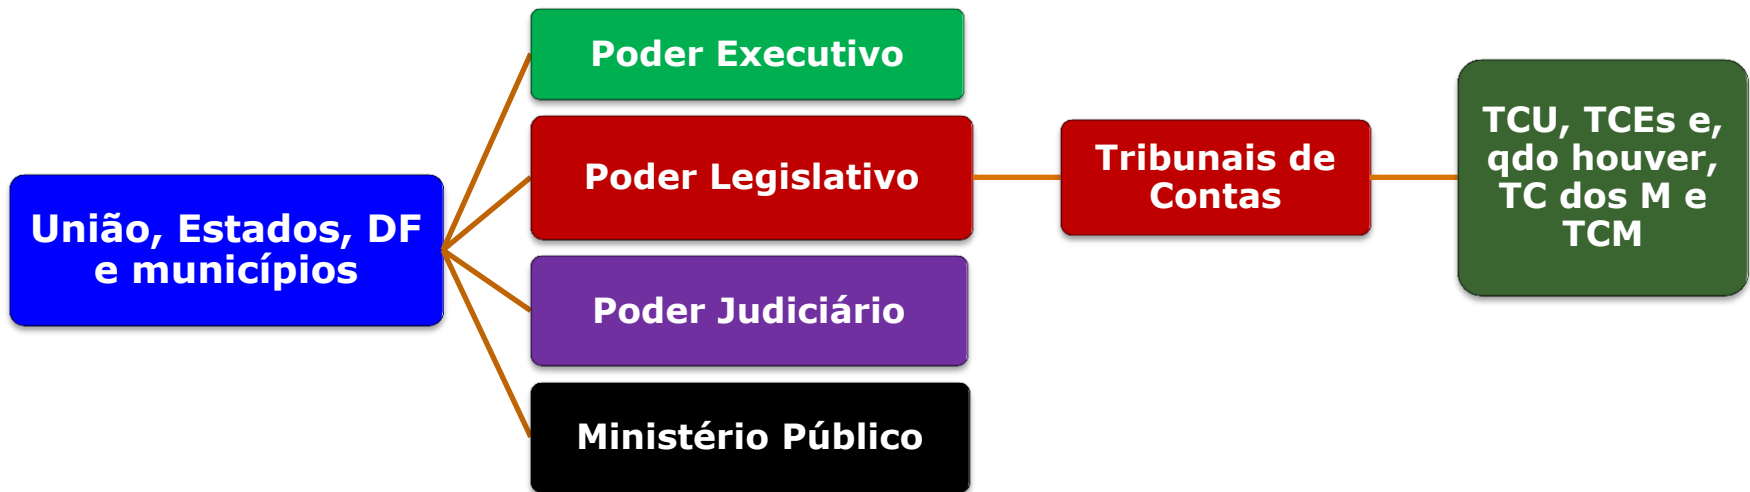 União, Estados, DF
e municípios
Poder Executivo
Poder Legislativo
Poder Judiciário
Ministério Público
Tribunais de
Contas
TCU, TCEs e,
qdo houver,
TC dos M e
TCM